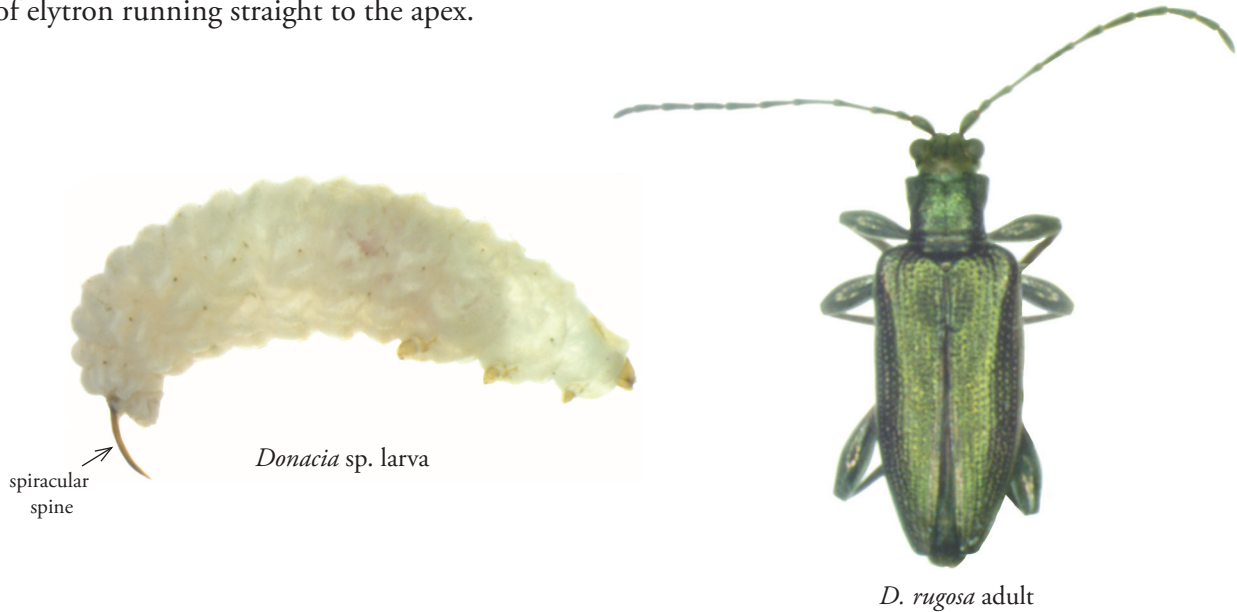 of elytron running straight to the apex.
Donacia sp. larva
spiracular
spine
D. rugosa adult